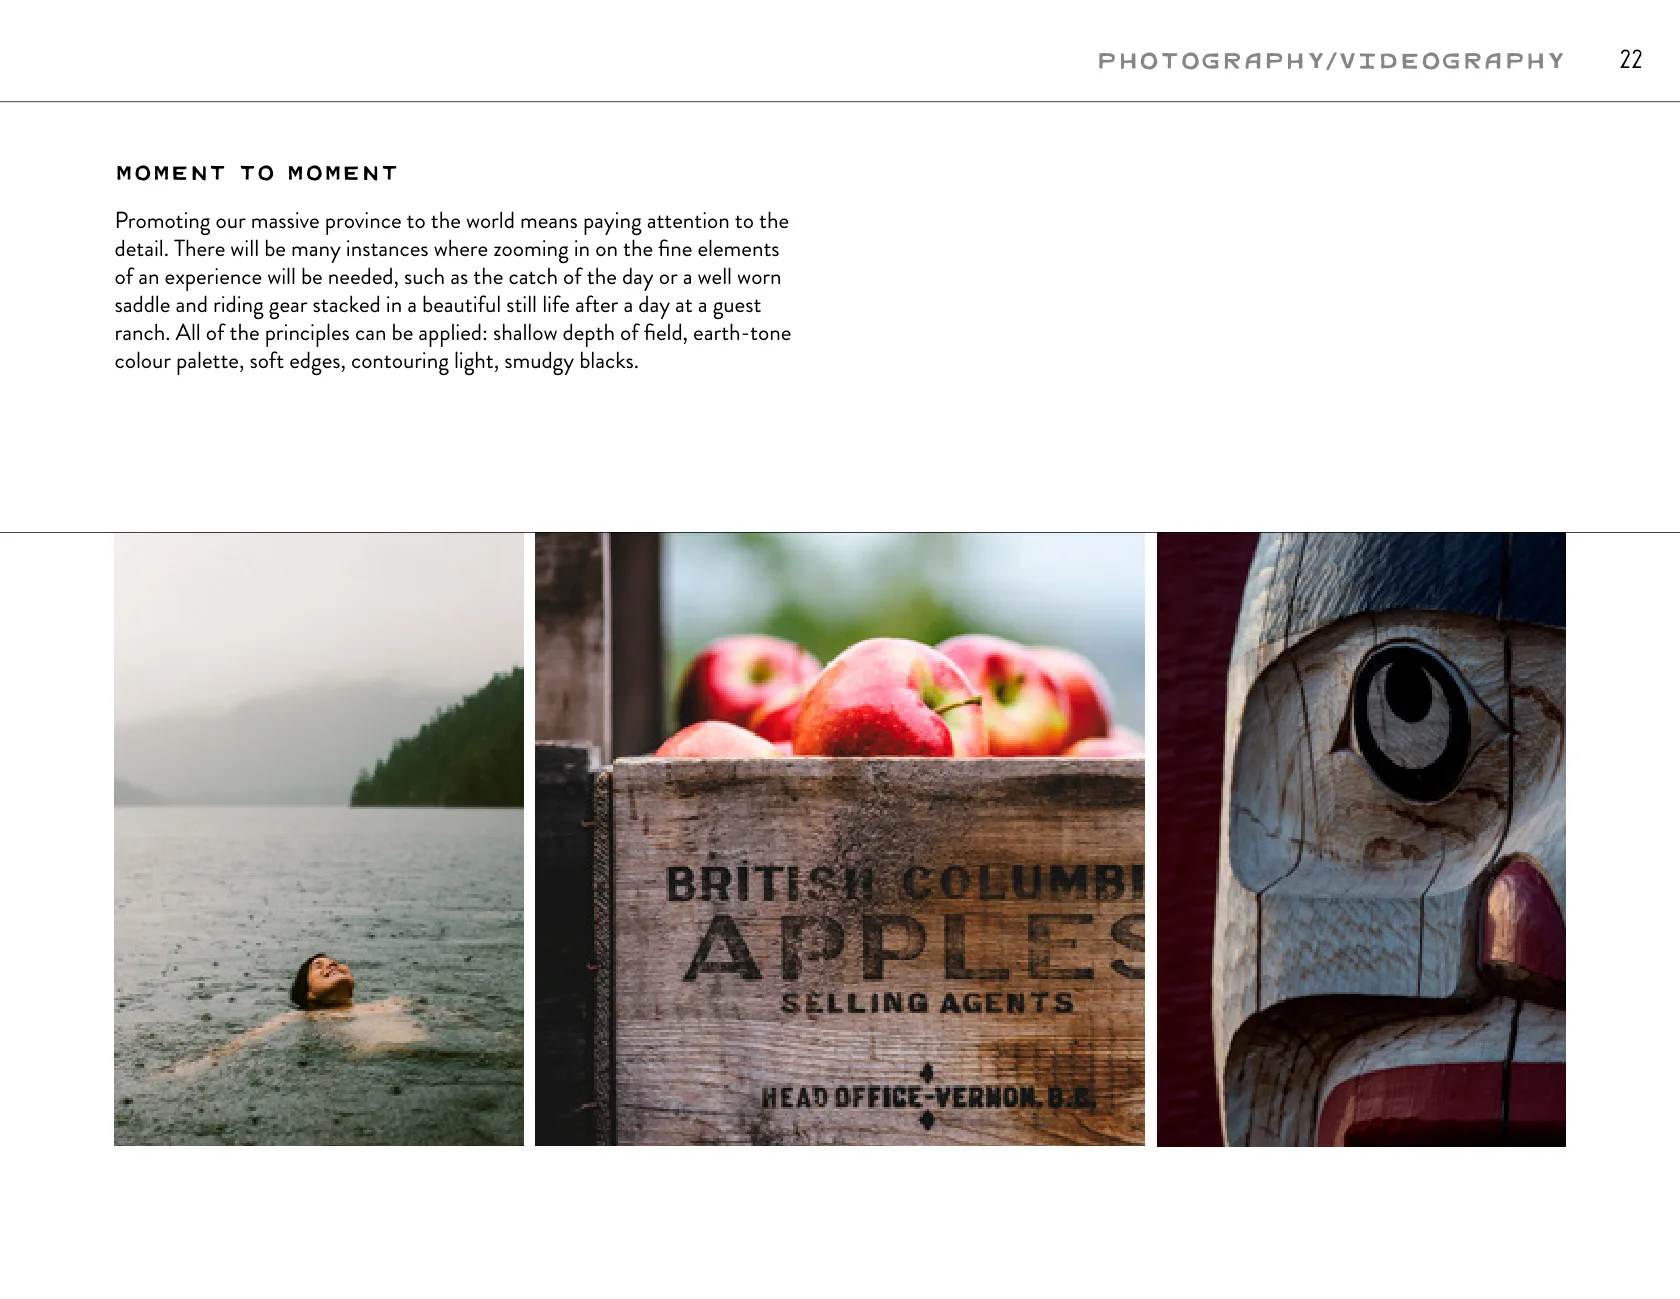 PHOTOGRAPHY/VIDEOGRAPHY 22
MOMENT TO MOMENT
Promoting our massive province to the world means paying attention to the
detail. There will be many instances where zooming in on the fine elements
of an experience will be needed, such as the catch of the day or a well worn
saddle and riding gear stacked in a beautiful still life after a day at a guest
ranch. All of the principles can be applied: shallow depth of field, earth-tone
colour palette, soft edges, contouring light, smudgy blacks.
BRITISH COLUMBI
APPLES
SELLING AGENTS
HEAD OFFICE-VERNON, B.C.